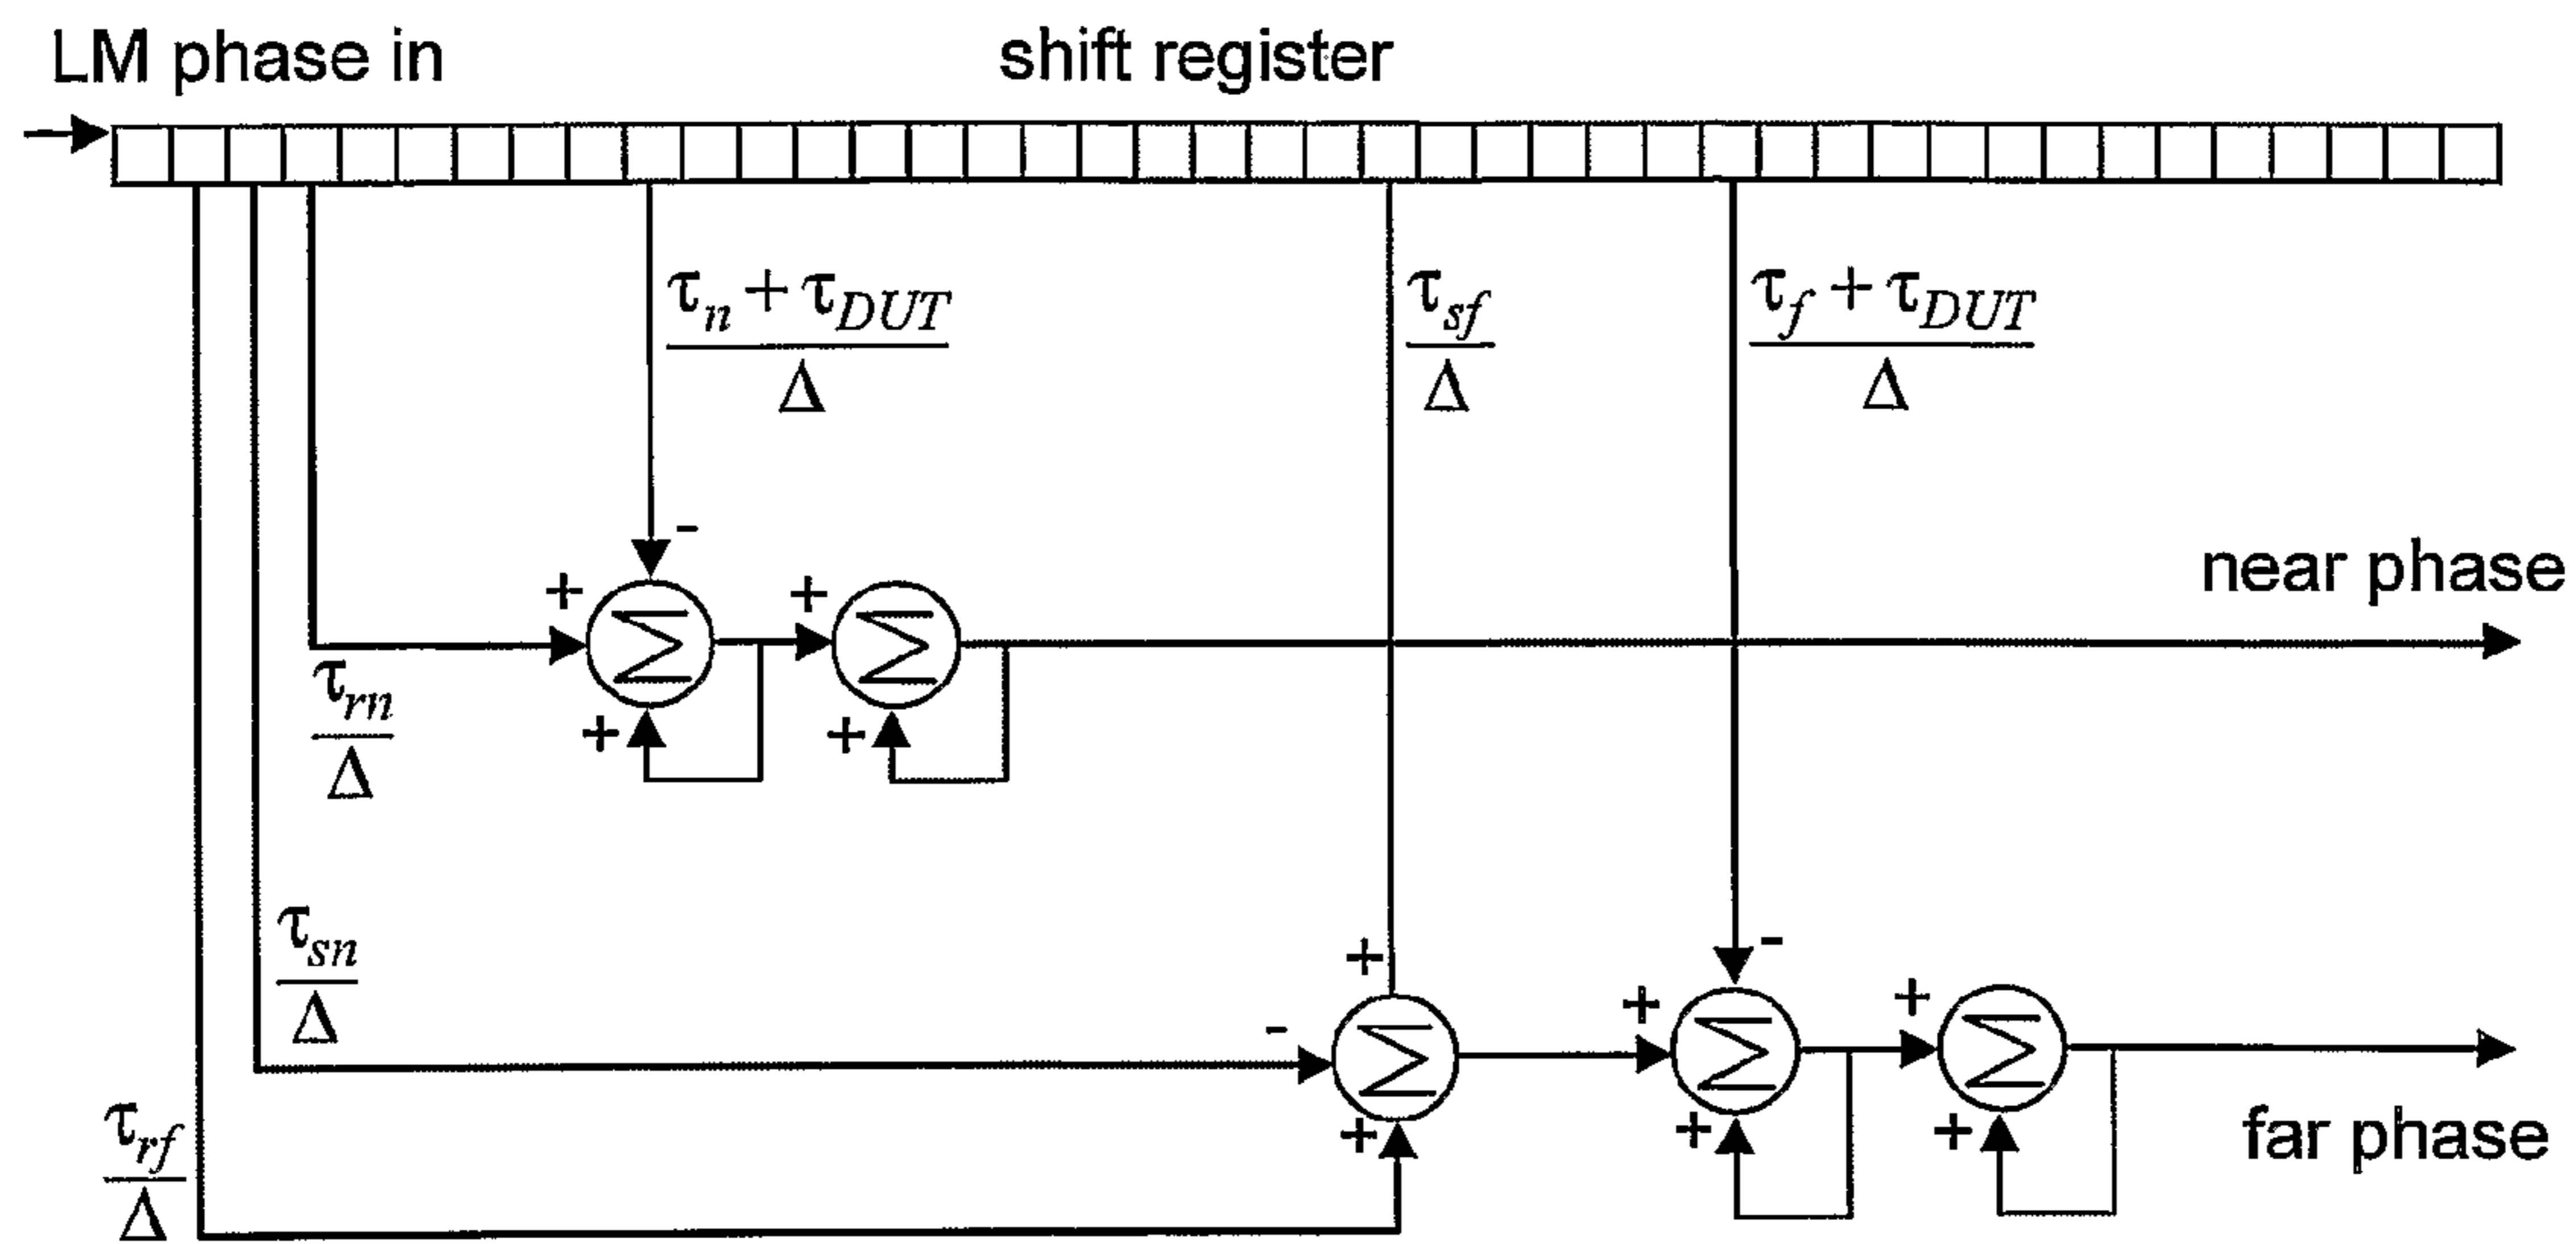 LM phase in
shift register
τn + τDUT
Δ
τsf
Δ
τf + τDUT
Δ
-
near phase
+
Σ
+
Σ
τrn
Δ
+
+
τsn
Δ
+
-
+
+
-
Σ
Σ
Σ
τrf
Δ
+
+
+
far phase